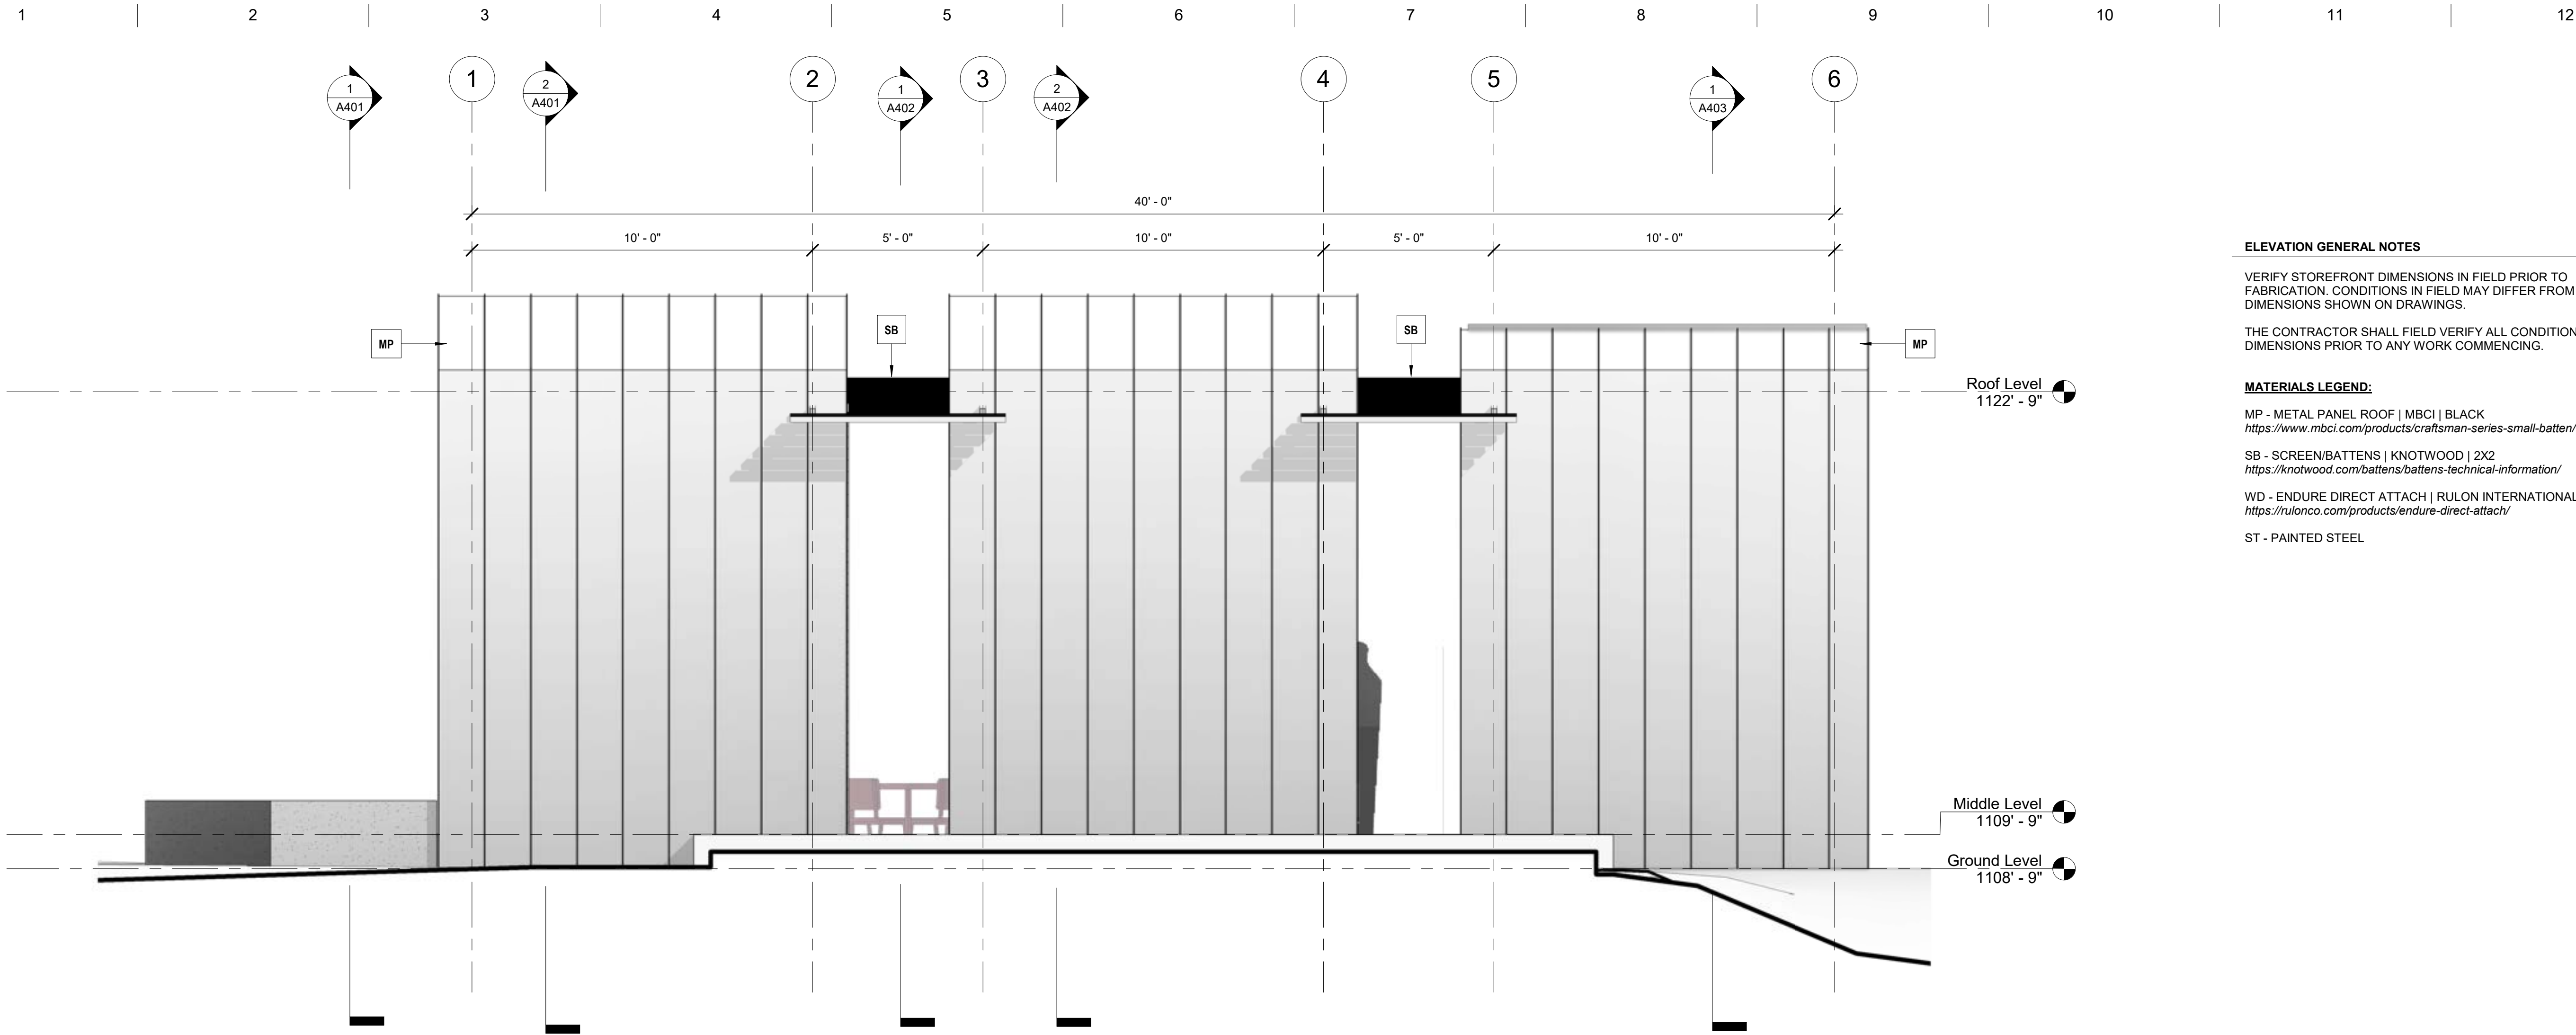 1 2 3 4 5 6 7 8 9 10 11 12
1 2 3 4 5 6
1
A401
2
A401
1
A402
2
A402
1
A403
40' - 0"
10' - 0" 5' - 0" 10' - 0" 5' - 0" 10' - 0"
MP
SB
SB
MP
Roof Level
1122' - 9"
Middle Level
1109' - 9"
Ground Level
1108' - 9"
ELEVATION GENERAL NOTES
VERIFY STOREFRONT DIMENSIONS IN FIELD PRIOR TO
FABRICATION. CONDITIONS IN FIELD MAY DIFFER FROM
DIMENSIONS SHOWN ON DRAWINGS.
THE CONTRACTOR SHALL FIELD VERIFY ALL CONDITION
DIMENSIONS PRIOR TO ANY WORK COMMENCING.
MATERIALS LEGEND:
MP - METAL PANEL ROOF | MBCI | BLACK
https://www.mbci.com/products/craftsman-series-small-batten/
SB - SCREEN/BATTENS | KNOTWOOD | 2X2
https://knotwood.com/battens/battens-technical-information/
WD - ENDURE DIRECT ATTACH | RULON INTERNATIONAL
https://rulonco.com/products/endure-direct-attach/
ST - PAINTED STEEL